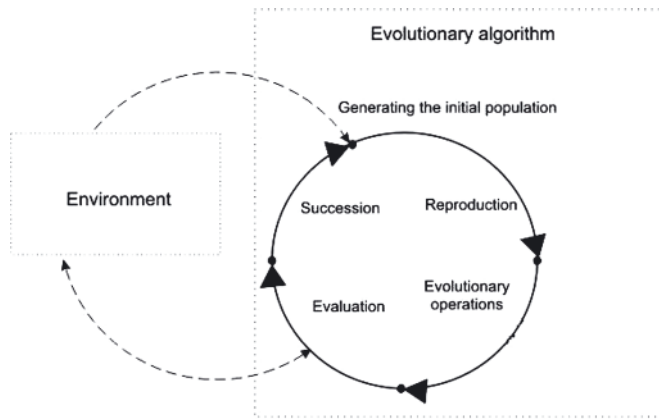 Evolutionary algorithm
Generating the initial population
Environment
Succession
Reproduction
Evaluation
Evolutionary
operations